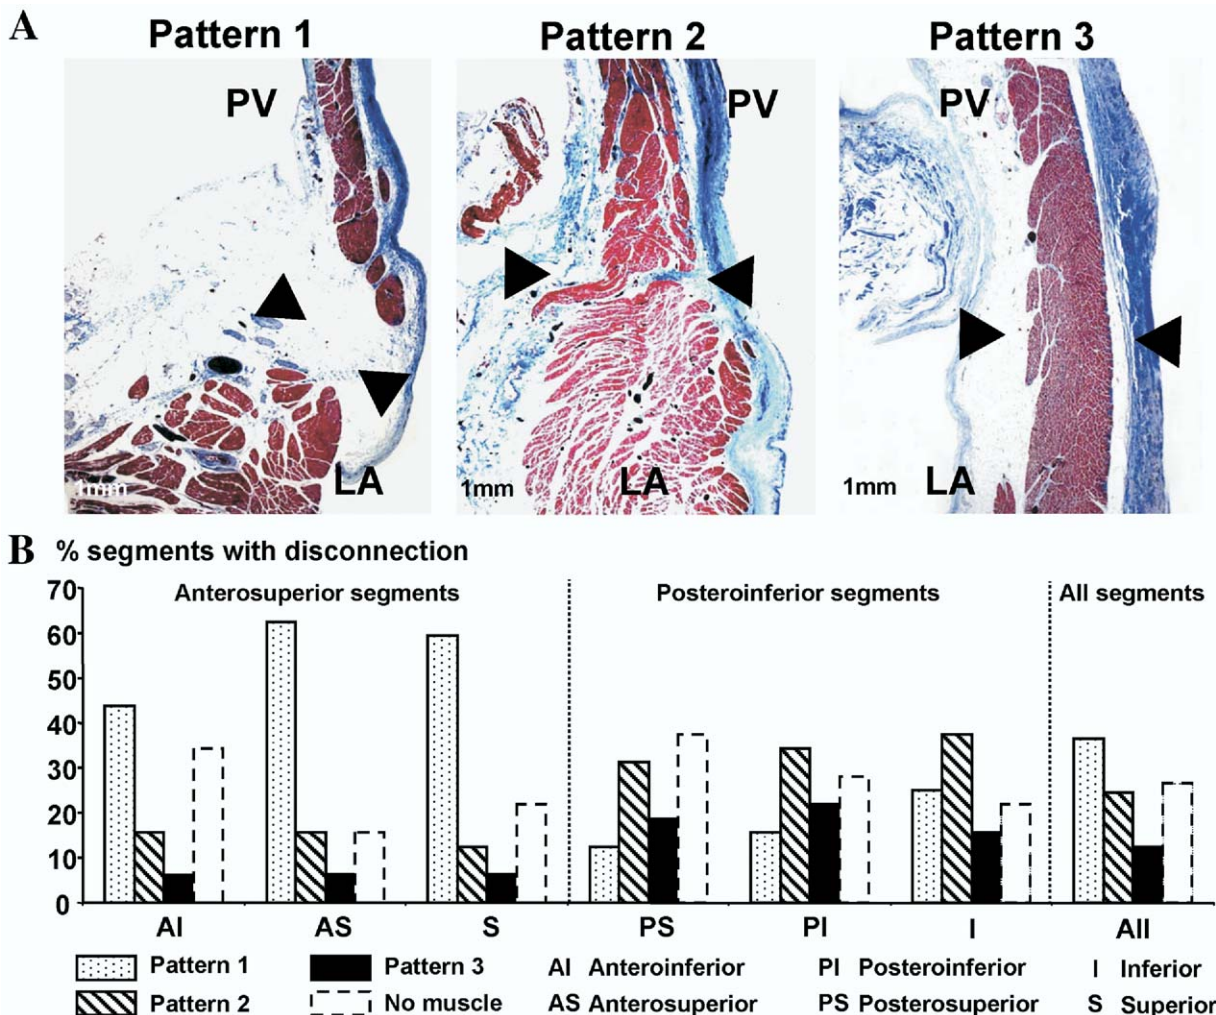 A
Pattern 1 Pattern 2 Pattern 3
PV PV PV
LA LA LA
1mm 1mm 1mm
B % segments with disconnection
Anterosuperior segments Posteroinferior segments All segments
70
60
50
40
30
20
10
0
AI AS S PS PI I All
Pattern 1 Pattern 3 AI Anteroinferior PI Posteroinferior I Inferior
Pattern 2 No muscle AS Anterosuperior PS Posterosuperior S Superior